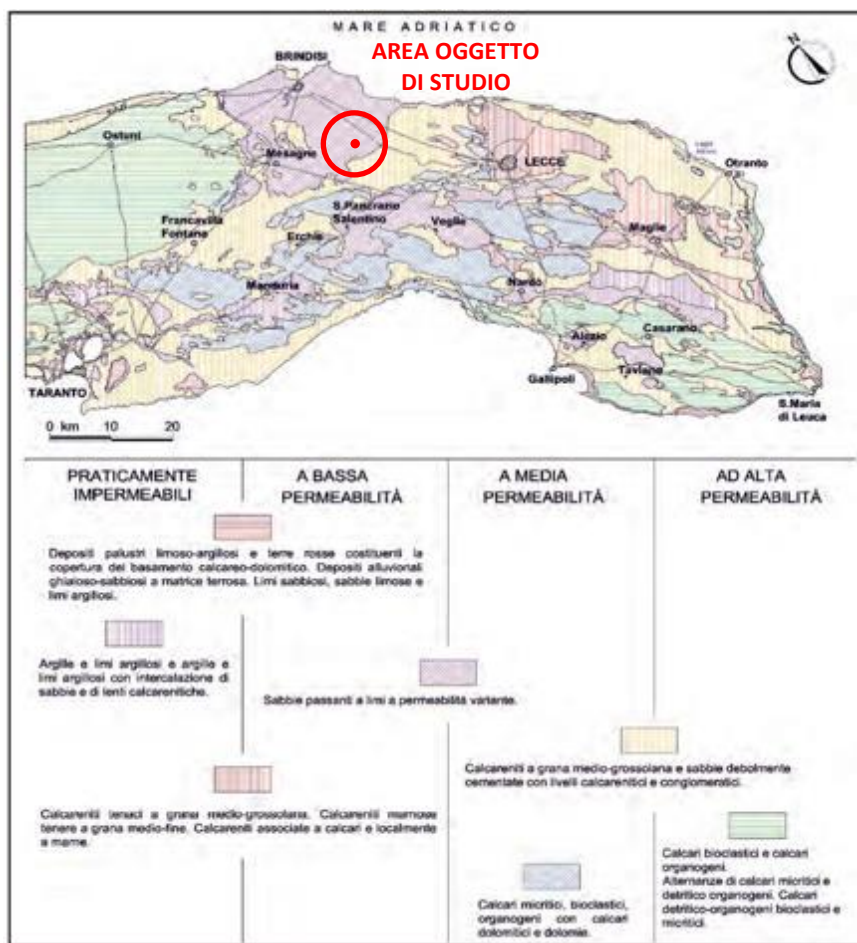 MARE ADRIATICO
AREA OGGETTO
DI STUDIO
N
BRINDISI
Ostuni
Mesagne
LECCE
Otranto
S.Pancrazio
Salentino
Veglie
Francavilla
Fontana
Erchie
Maglie
Manduria
Nardò
Alezio
Casarano
Taviano
Gallipoli
TARANTO
S.Maria
di Leuca
0 km 10 20
PRATICAMENTE
IMPERMEABILI
A BASSA
PERMEABILITÀ
A MEDIA
PERMEABILITÀ
AD ALTA
PERMEABILITÀ
Depositi palustri limoso-argillosi e terre rosse costituenti la
copertura del basamento calcareo-dolomitico. Depositi alluvionali
ghiaioso-sabbiosi a matrice terrosa. Limi sabbiosi, sabbie limose e
limi argillosi.
Argille e limi argillosi e argille e
limi argillosi con intercalazione di
sabbie e di lenti calcarenitiche.
Sabbie passanti a limi a permeabilità variante.
Calcareniti a grana medio-grossolana e sabbie debolmente
cementate con livelli calcarenitici e conglomeratici.
Calcareniti tenaci a grana medio-grossolana. Calcareniti marnose
tenere a grana medio-fine. Calcareniti associate a calcari e localmente
a marne.
Calcari micritici, bioclastici,
organogeni con calcari
dolomitici e dolomie.
Calcari bioclastici e calcari
organogeni.
Alternanze di calcari micritici e
detritico organogeni. Calcari
detritico-organogeni bioclastici e
micritici.